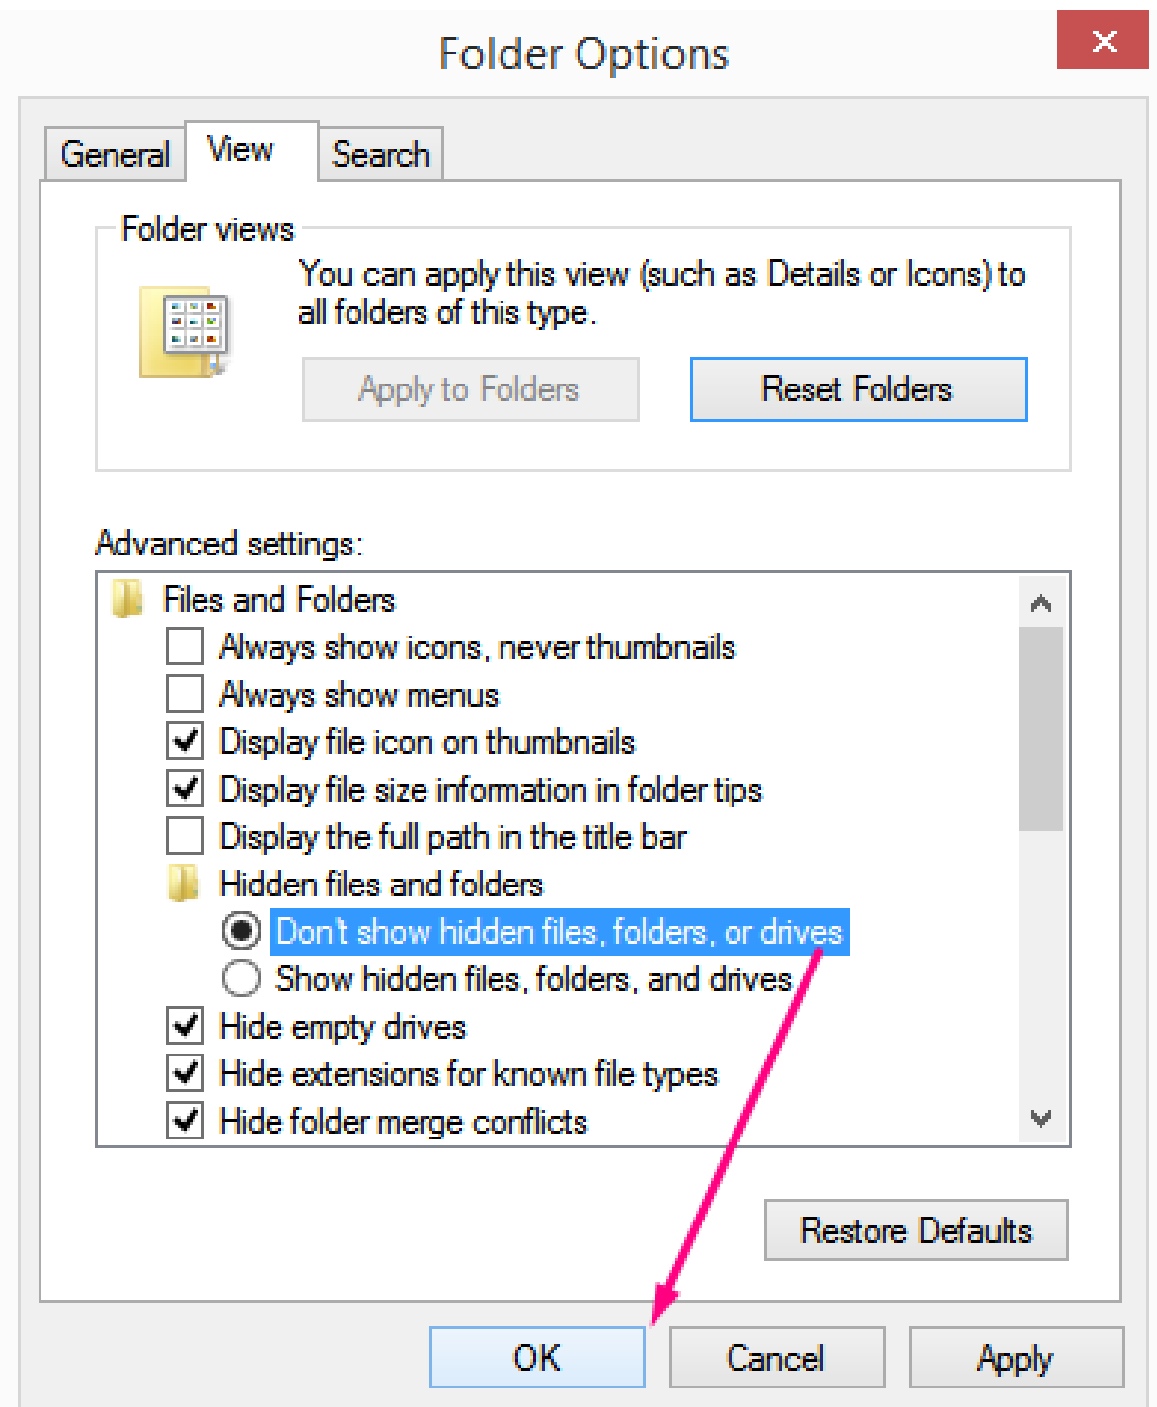 Folder Options
x
General View Search
Folder views
You can apply this view (such as Details or Icons) to
all folders of this type.
Apply to Folders Reset Folders
Advanced settings:
Files and Folders
Always show icons, never thumbnails
Always show menus
Display file icon on thumbnails
Display file size information in folder tips
Display the full path in the title bar
Hidden files and folders
Don't show hidden files, folders, or drives
Show hidden files, folders, and drives
Hide empty drives
Hide extensions for known file types
Hide folder merge conflicts
Restore Defaults
OK Cancel Apply